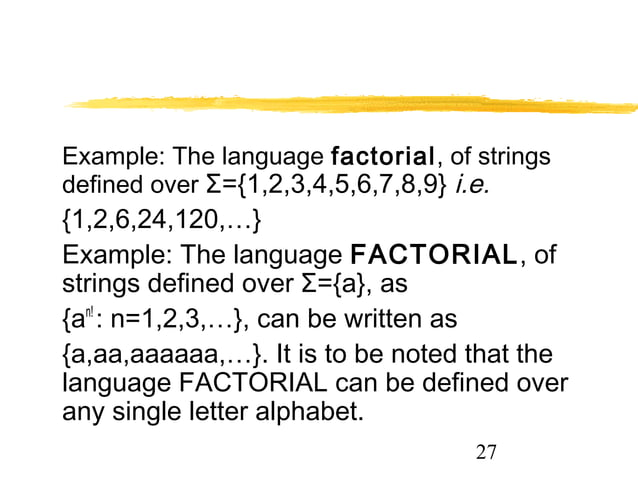 Example: The language factorial, of strings
defined over Σ={1,2,3,4,5,6,7,8,9} i.e.
{1,2,6,24,120,…}
Example: The language FACTORIAL, of
strings defined over Σ={a}, as
{aⁿ! : n=1,2,3,…}, can be written as
{a,aa,aaaaaa,…}. It is to be noted that the
language FACTORIAL can be defined over
any single letter alphabet.
27